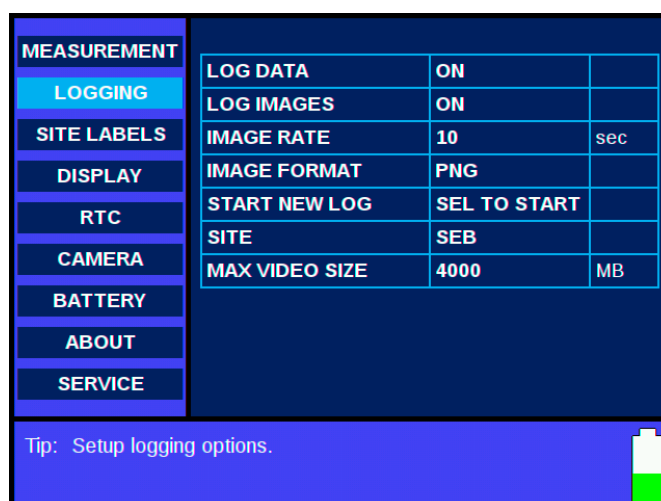 MEASUREMENT
LOGGING
SITE LABELS
DISPLAY
RTC
CAMERA
BATTERY
ABOUT
SERVICE
LOG DATA ON
LOG IMAGES ON
IMAGE RATE 10 sec
IMAGE FORMAT PNG
START NEW LOG SEL TO START
SITE SEB
MAX VIDEO SIZE 4000 MB
Tip: Setup logging options.